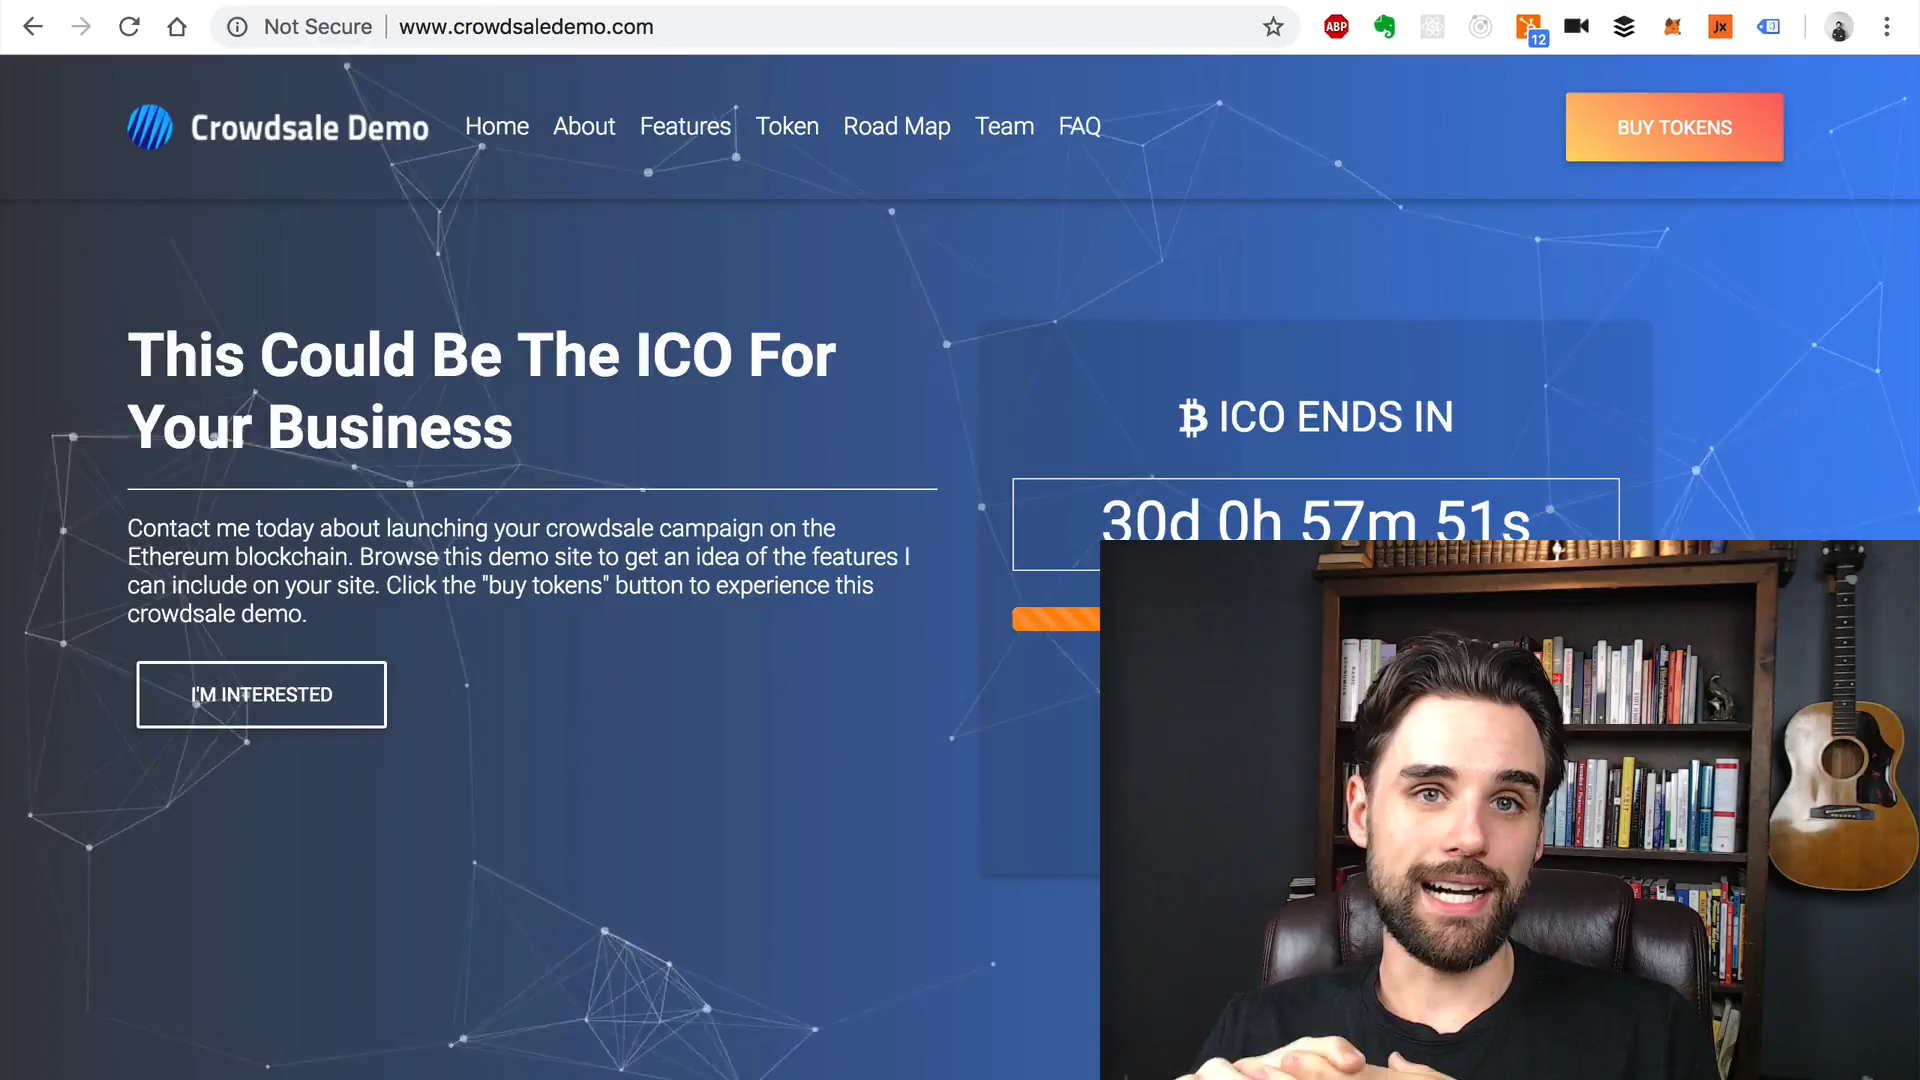 Not Secure
www.crowdsaledemo.com
ABP
12
Jx
Crowdsale Demo
Home
About
Features
Token
Road Map
Team
FAQ
BUY TOKENS
This Could Be The ICO For
Your Business
Contact me today about launching your crowdsale campaign on the
Ethereum blockchain. Browse this demo site to get an idea of the features I
can include on your site. Click the "buy tokens" button to experience this
crowdsale demo.
I'M INTERESTED
ICO ENDS IN
30d 0h 57m 51s